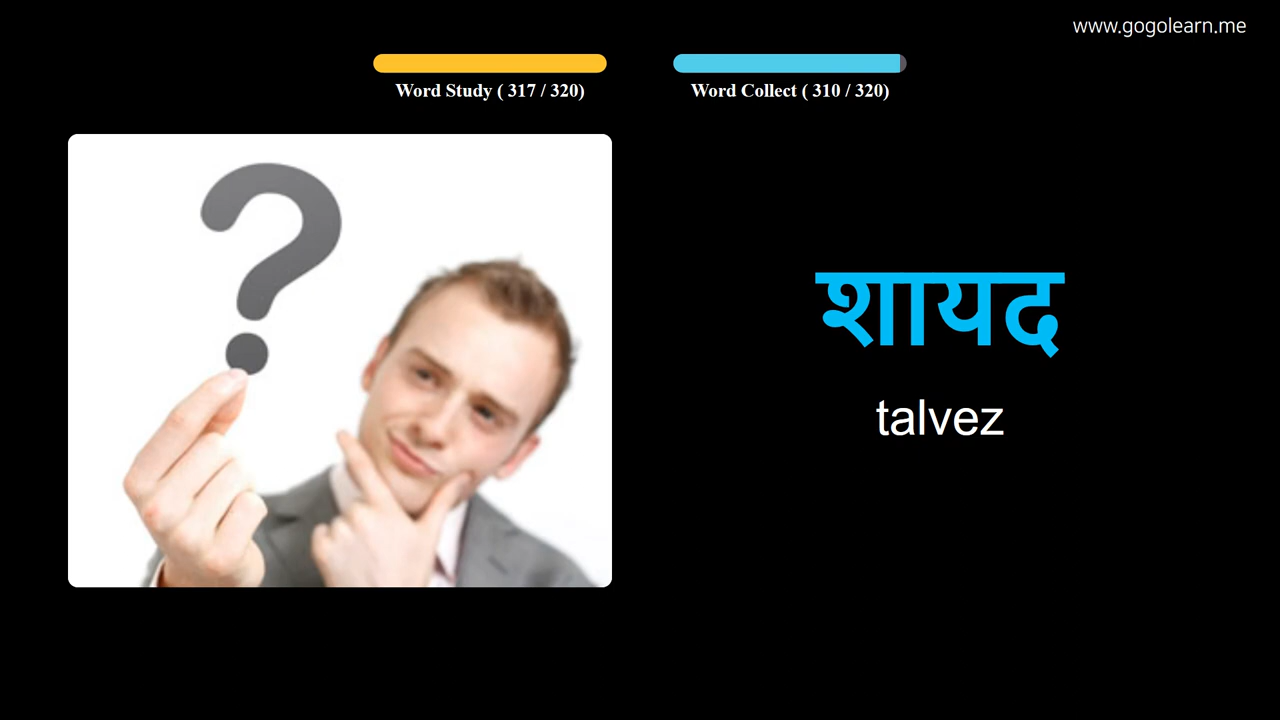 www.gogolearn.me
Word Study ( 317 / 320)
Word Collect ( 310 / 320)
?
शायद
talvez